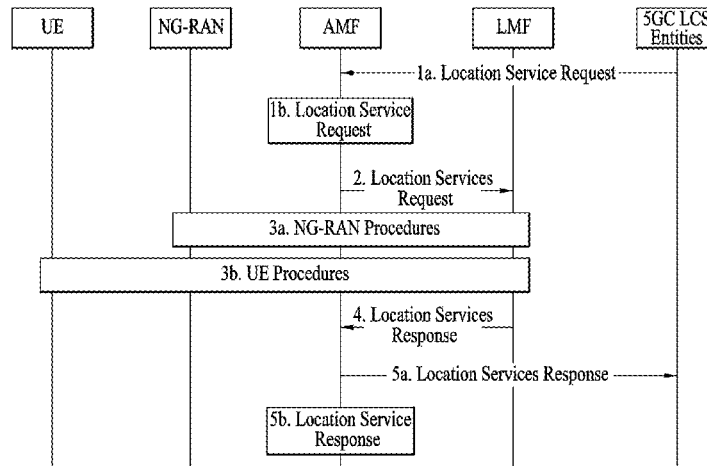 UE
NG-RAN
AMF
LMF
5GC LCS
Entities
1a. Location Service Request
1b. Location Service
Request
2. Location Services
Request
3a. NG-RAN Procedures
3b. UE Procedures
4. Location Services
Response
5a. Location Services Response
5b. Location Service
Response